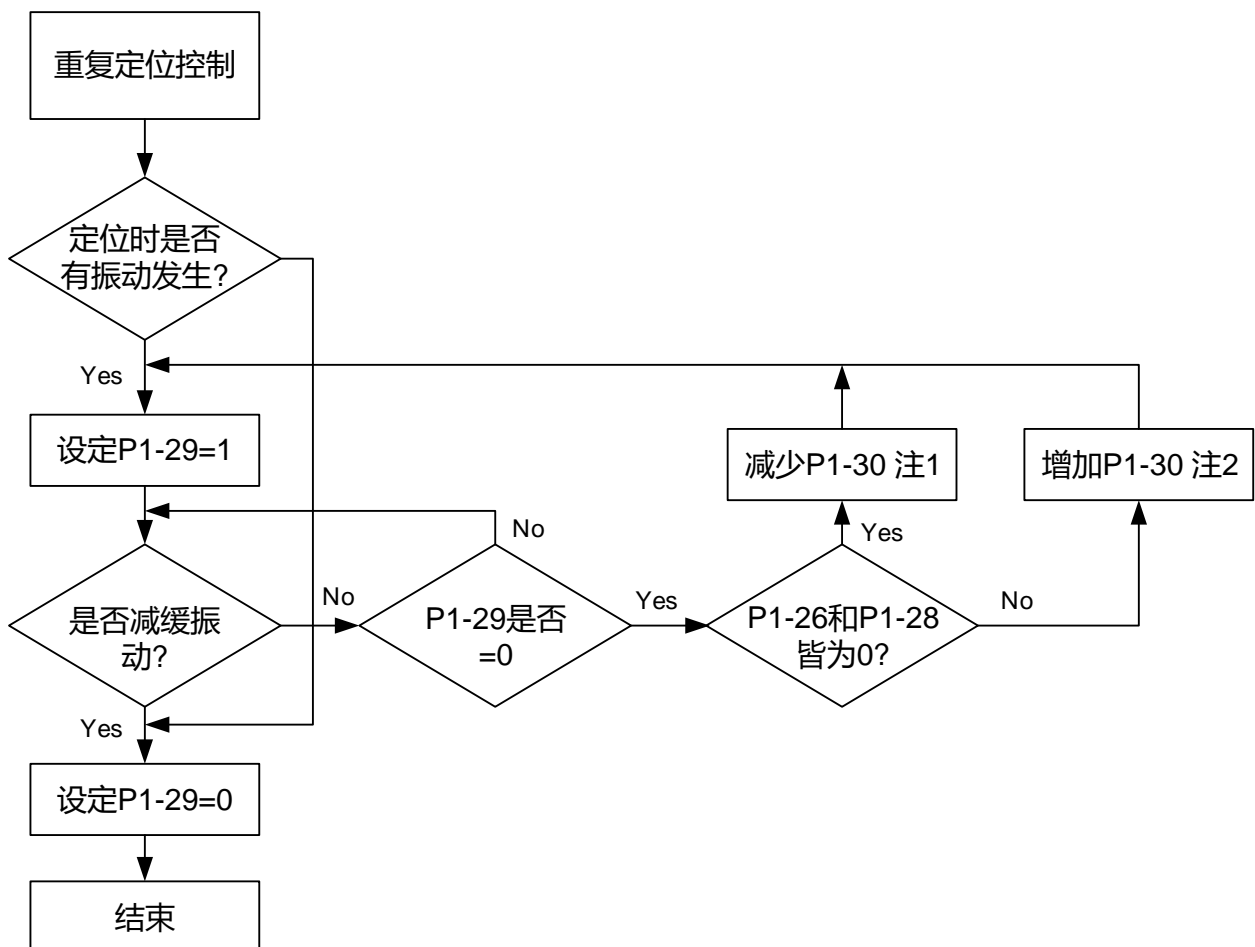 重复定位控制
定位时是否
有振动发生?
Yes
设定P1-29=1
减少P1-30 注1
增加P1-30 注2
No
Yes
是否减缓振
动?
No
P1-29是否
=0
Yes
P1-26和P1-28
皆为0?
No
Yes
设定P1-29=0
结束